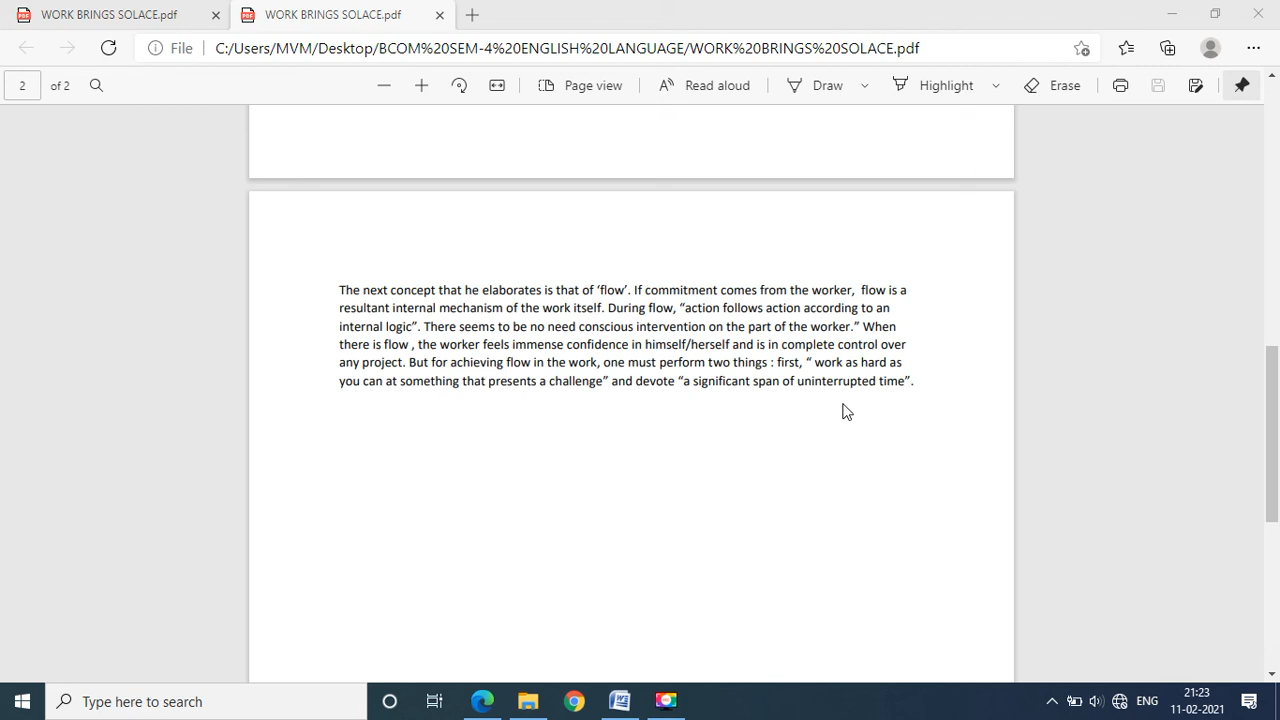 WORK BRINGS SOLACE.pdf
WORK BRINGS SOLACE.pdf
File C:/Users/MVM/Desktop/BCOM%20SEM-4%20ENGLISH%20LANGUAGE/WORK%20BRINGS%20SOLACE.pdf
2 of 2 Page view Read aloud Draw Highlight Erase
The next concept that he elaborates is that of ‘flow’. If commitment comes from the worker,  flow is a
resultant internal mechanism of the work itself. During flow, “action follows action according to an
internal logic”. There seems to be no need conscious intervention on the part of the worker.” When
there is flow , the worker feels immense confidence in himself/herself and is in complete control over
any project. But for achieving flow in the work, one must perform two things : first, “ work as hard as
you can at something that presents a challenge” and devote “a significant span of uninterrupted time”.
Type here to search
ENG
21:23
11-02-2021